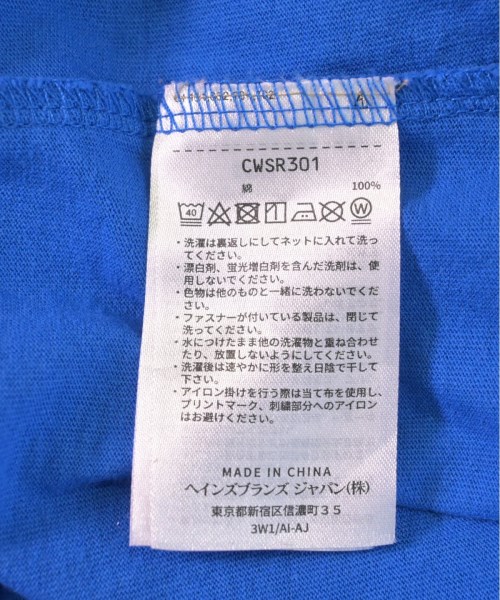 CWSR301
綿 100%
40 W
・洗濯は裏返しにしてネットに入れて洗っ
てください。
・漂白剤、蛍光増白剤を含んだ洗剤は、使
用しないでください。
・色物は他のものと一緒に洗わないでくだ
さい。
・ファスナーが付いている製品は、閉じて
洗ってください。
・水につけたまま他の洗濯物と重ね合わせ
たり、放置しないようにしてください。
・洗濯後は速やかに形を整え日陰で干して
下さい。
・アイロン掛けを行う際は当て布を使用し、
プリントマーク、刺繍部分へのアイロン
はお避けください。
MADE IN CHINA
ヘインズブランズ ジャパン(株)
東京都新宿区信濃町３５
3W1/AI-AJ